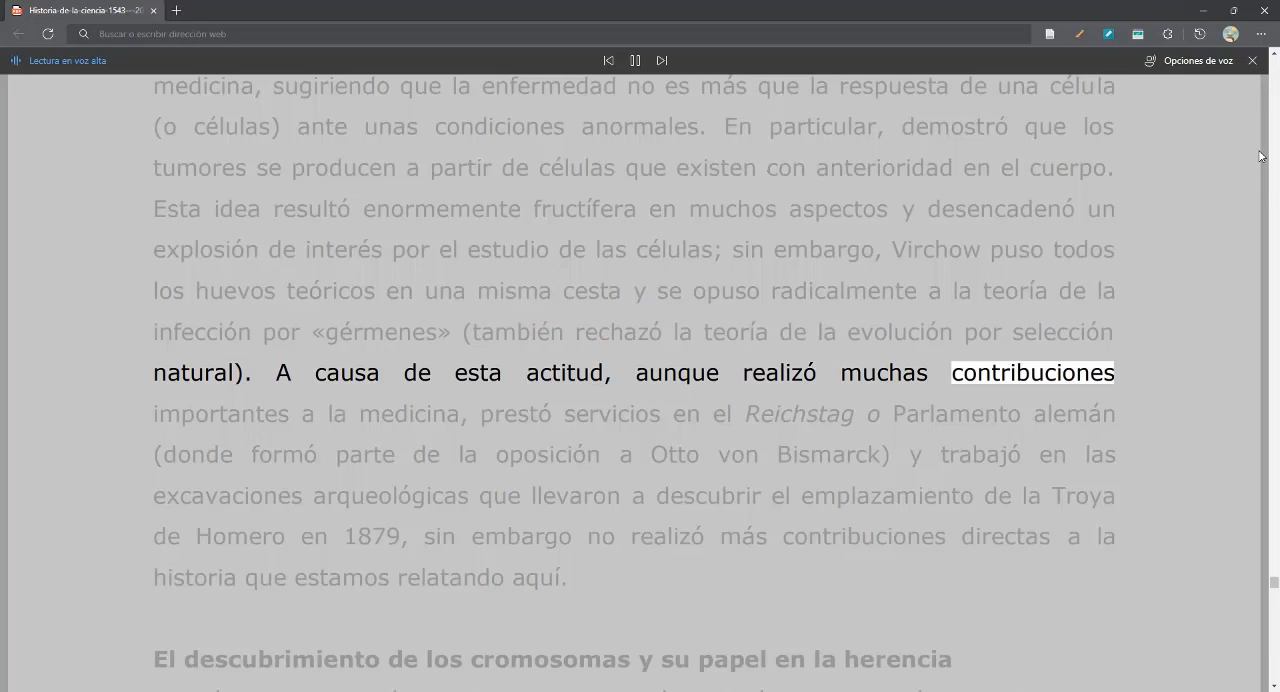 Historia-de-la-ciencia-1543---20
Buscar o escribir dirección web
Lectura en voz alta
Opciones de voz
medicina, sugiriendo que la enfermedad no es más que la respuesta de una célula
(o células) ante unas condiciones anormales. En particular, demostró que los
tumores se producen a partir de células que existen con anterioridad en el cuerpo.
Esta idea resultó enormemente fructífera en muchos aspectos y desencadenó un
explosión de interés por el estudio de las células; sin embargo, Virchow puso todos
los huevos teóricos en una misma cesta y se opuso radicalmente a la teoría de la
infección por «gérmenes» (también rechazó la teoría de la evolución por selección
natural). A causa de esta actitud, aunque realizó muchas contribuciones
importantes a la medicina, prestó servicios en el Reichstag o Parlamento alemán
(donde formó parte de la oposición a Otto von Bismarck) y trabajó en las
excavaciones arqueológicas que llevaron a descubrir el emplazamiento de la Troya
de Homero en 1879, sin embargo no realizó más contribuciones directas a la
historia que estamos relatando aquí.
El descubrimiento de los cromosomas y su papel en la herencia